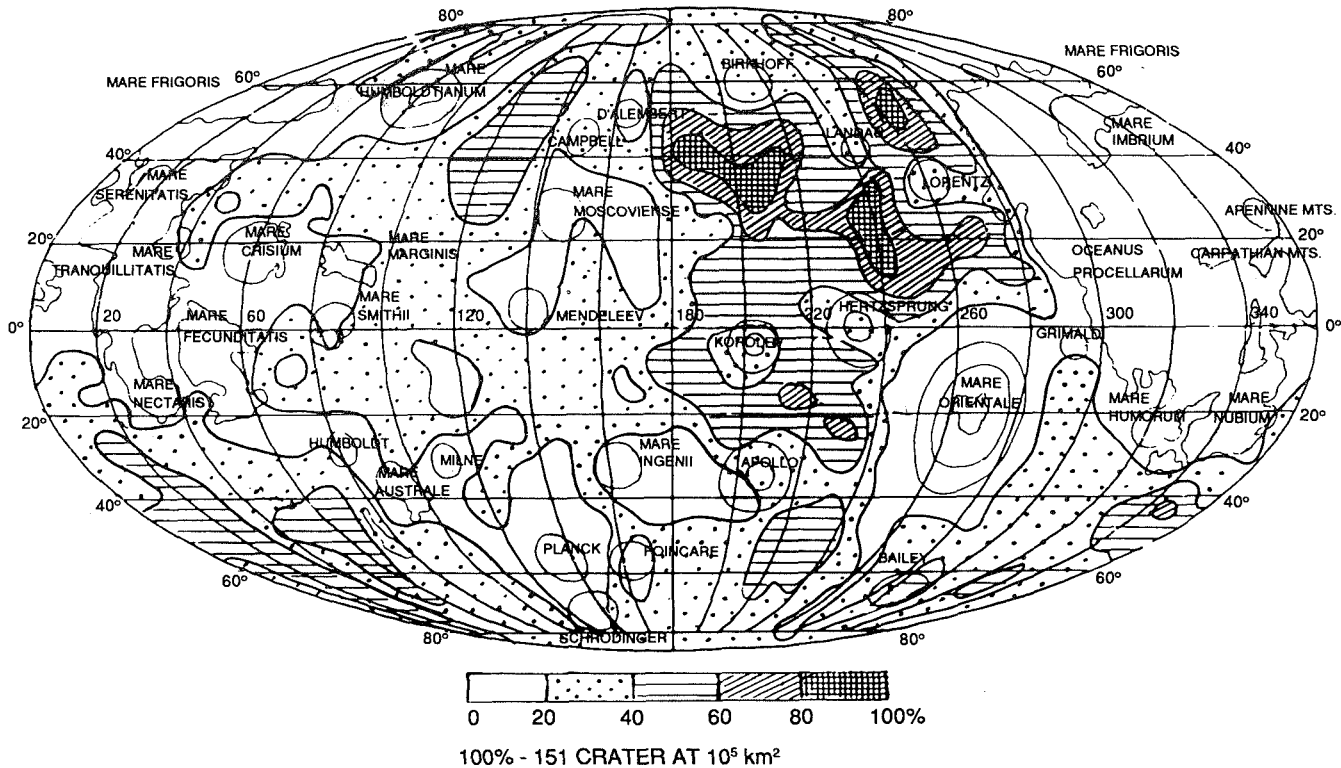 80° 80°
MARE FRIGORIS 60° MARE HUMBOLDTIANUM BIRKHOFF MARE FRIGORIS 60°
D'ALEMBERT
CAMPBELL LANDAU MARE IMBRIUM
40° 40°
MARE SERENITATIS LORENTZ
MARE MOSCOVIENSE APENNINE MTS.
20° MARE CRISIUM MARE MARGINIS 20°
MARE TRANQUILLITATIS OCEANUS PROCELLARUM CARPATHIAN MTS.
MARE SMITHII HERTZSPRUNG
20 MARE FECUNDITATIS 60 120 MENDELEEV 180 220 260 300 340
0° KOROLEV GRIMALD 0°
MARE NECTARIS MARE ORIENTALE MARE HUMORUM MARE NUBIUM
20° 20°
HUMBOLDT MILNE MARE INGENII APOLLO
MARE AUSTRALE
40° 40°
PLANCK POINCARE BAILEY
60° 60°
80° SCHRODINGER 80°
0 20 40 60 80 100%
100% - 151 CRATER AT 10⁵ km²